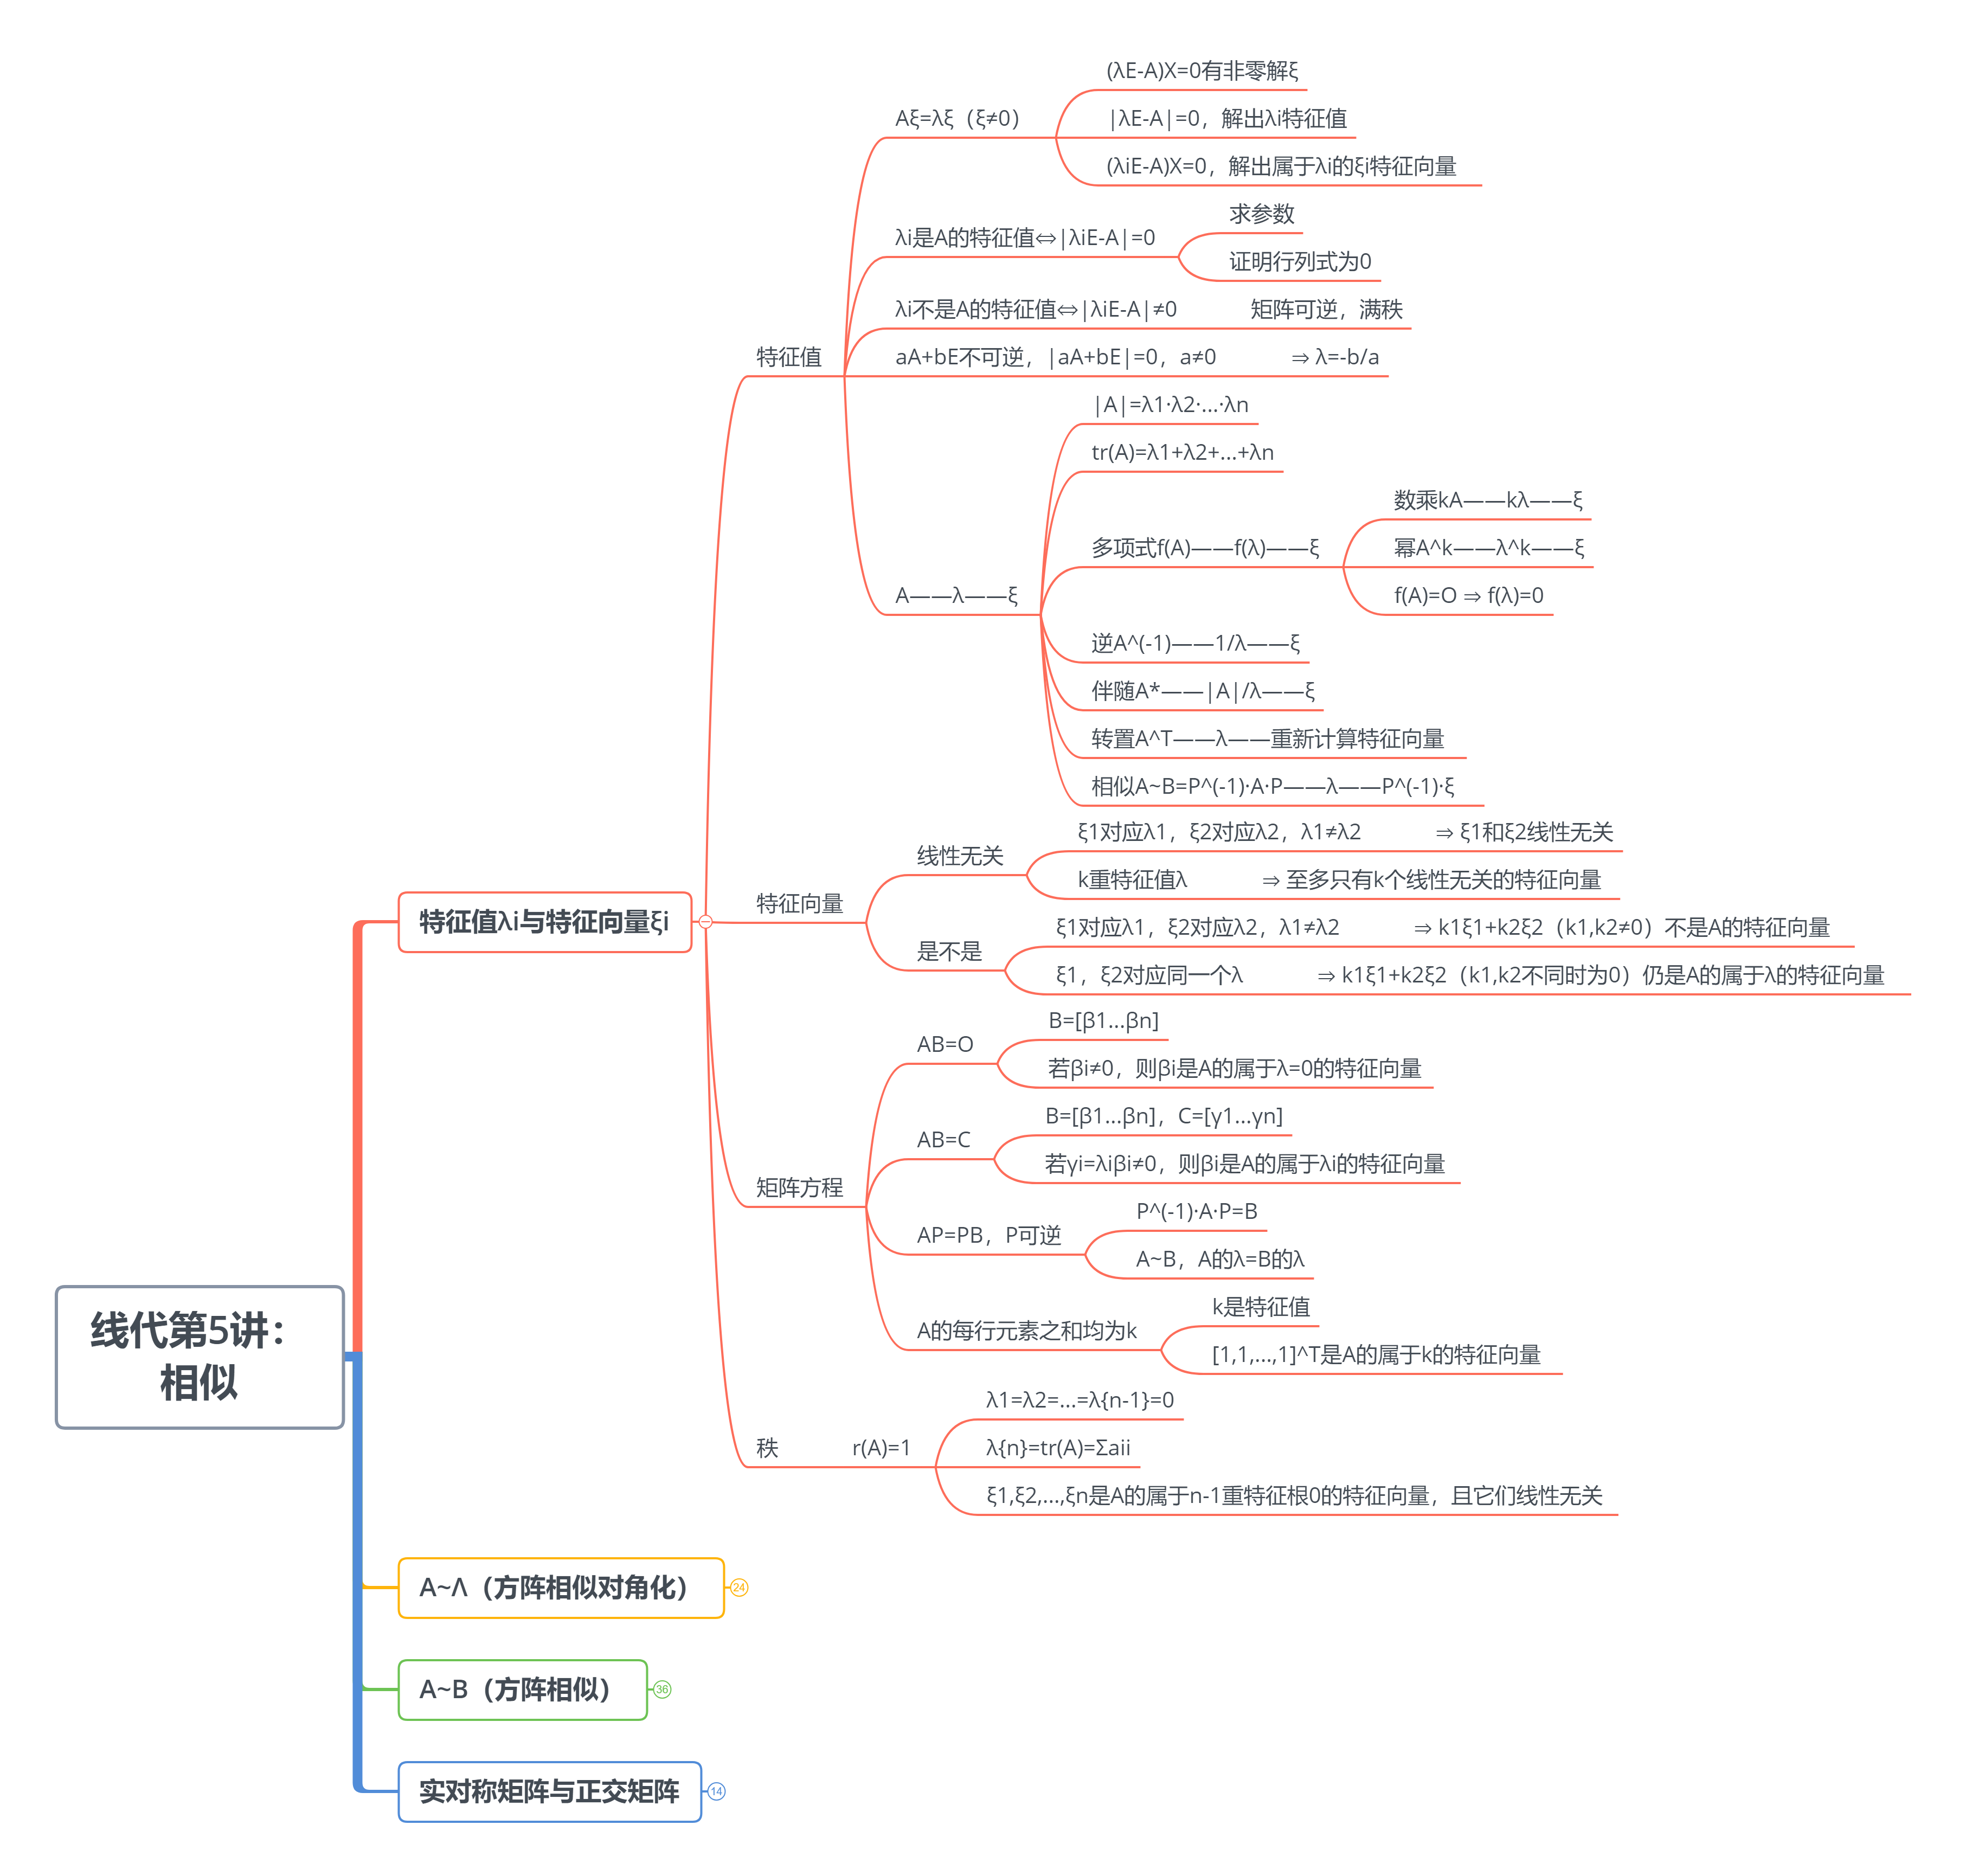 线代第5讲：
相似
特征值λi与特征向量ξi
特征值
Aξ=λξ（ξ≠0）
(λE-A)X=0有非零解ξ
|λE-A|=0，解出λi特征值
(λiE-A)X=0，解出属于λi的ξi特征向量
λi是A的特征值⇔|λiE-A|=0
求参数
证明行列式为0
λi不是A的特征值⇔|λiE-A|≠0
矩阵可逆，满秩
aA+bE不可逆，|aA+bE|=0，a≠0
⇒ λ=-b/a
A——λ——ξ
|A|=λ1·λ2·...·λn
tr(A)=λ1+λ2+...+λn
多项式f(A)——f(λ)——ξ
数乘kA——kλ——ξ
幂A^k——λ^k——ξ
f(A)=O ⇒ f(λ)=0
逆A^(-1)——1/λ——ξ
伴随A*——|A|/λ——ξ
转置A^T——λ——重新计算特征向量
相似A~B=P^(-1)·A·P——λ——P^(-1)·ξ
特征向量
线性无关
ξ1对应λ1，ξ2对应λ2，λ1≠λ2
⇒ ξ1和ξ2线性无关
k重特征值λ
⇒ 至多只有k个线性无关的特征向量
是不是
ξ1对应λ1，ξ2对应λ2，λ1≠λ2
⇒ k1ξ1+k2ξ2（k1,k2≠0）不是A的特征向量
ξ1，ξ2对应同一个λ
⇒ k1ξ1+k2ξ2（k1,k2不同时为0）仍是A的属于λ的特征向量
矩阵方程
AB=O
B=[β1...βn]
若βi≠0，则βi是A的属于λ=0的特征向量
AB=C
B=[β1...βn]，C=[γ1...γn]
若γi=λiβi≠0，则βi是A的属于λi的特征向量
AP=PB，P可逆
P^(-1)·A·P=B
A~B，A的λ=B的λ
A的每行元素之和均为k
k是特征值
[1,1,...,1]^T是A的属于k的特征向量
秩
r(A)=1
λ1=λ2=...=λ{n-1}=0
λ{n}=tr(A)=Σaii
ξ1,ξ2,...,ξn是A的属于n-1重特征根0的特征向量，且它们线性无关
A~Λ（方阵相似对角化）
24
A~B（方阵相似）
36
实对称矩阵与正交矩阵
14